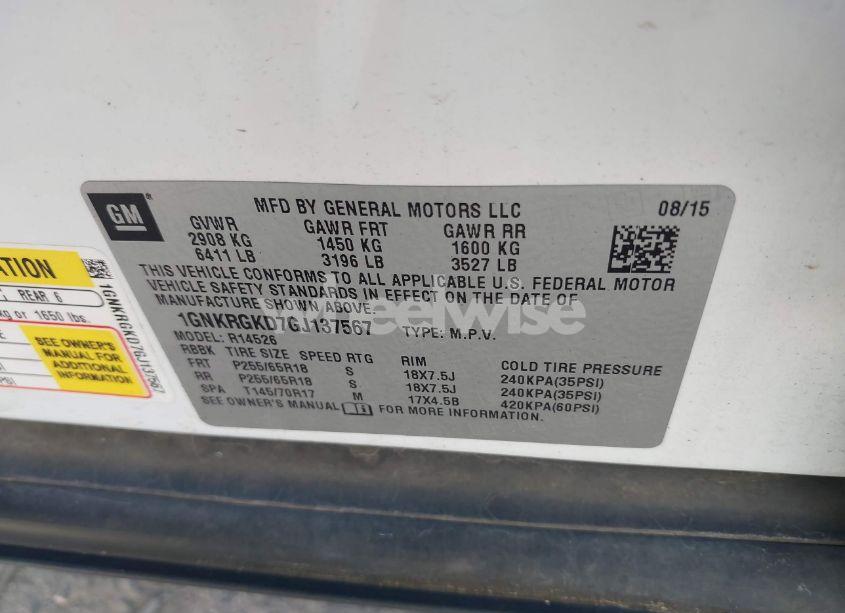 GM
MFD BY GENERAL MOTORS LLC 08/15
GVWR GAWR FRT GAWR RR
2908 KG 1450 KG 1600 KG
6411 LB 3196 LB 3527 LB
THIS VEHICLE CONFORMS TO ALL APPLICABLE U.S. FEDERAL MOTOR
VEHICLE SAFETY STANDARDS IN EFFECT ON THE DATE OF
MANUFACTURE SHOWN ABOVE.
1GNKRGKD7GJ137567 TYPE: M.P.V.
MODEL: R14526
RBBK TIRE SIZE SPEED RTG RIM COLD TIRE PRESSURE
FRT P255/65R18 S 18X7.5J 240KPA(35PSI)
RR P255/65R18 S 18X7.5J 240KPA(35PSI)
SPA T145/70R17 M 17X4.5B 420KPA(60PSI)
SEE OWNER'S MANUAL FOR MORE INFORMATION.
REAR 6
kg or 1650 lbs.
SEE OWNER'S
MANUAL FOR
ADDITIONAL
INFORMATION
1GNKRGKD7GJ137567
wheelwise